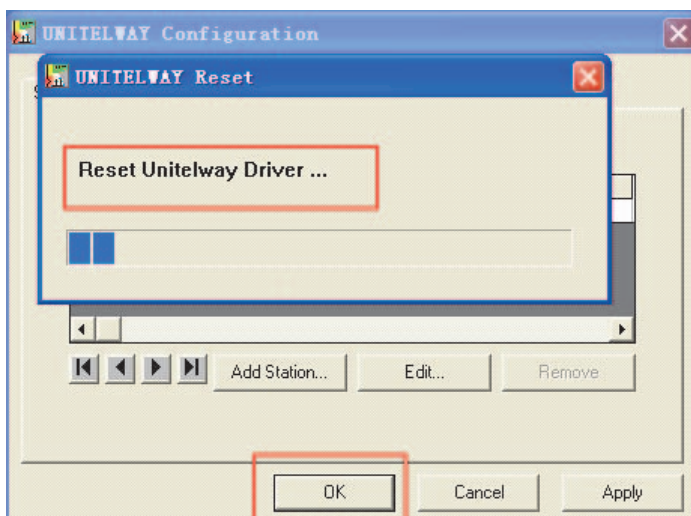 UNITELWAY Configuration
UNITELWAY Reset
Reset Unitelway Driver ...
Add Station...
Edit...
Remove
OK
Cancel
Apply